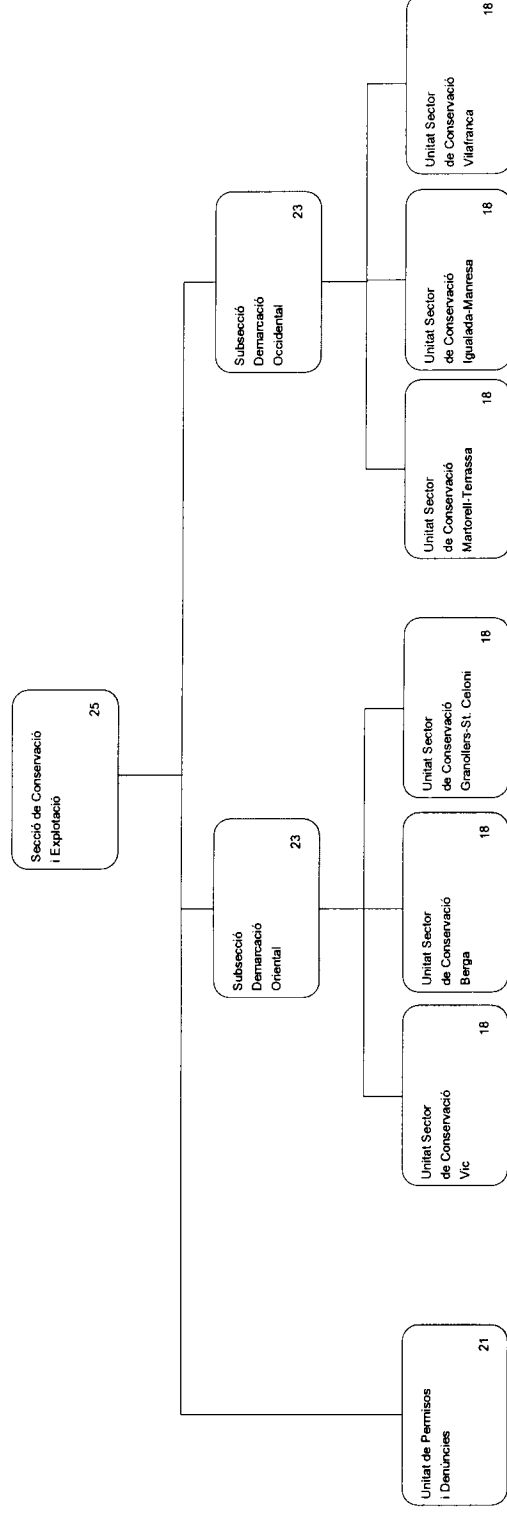 Secció de Conservació
i Explotació
25
Subsecció
Demarcació
Oriental
23
Subsecció
Demarcació
Occidental
23
Unitat de Permisos
i Denúncies
21
Unitat Sector
de Conservació
Vic
18
Unitat Sector
de Conservació
Berga
18
Unitat Sector
de Conservació
Granollers-St. Celoni
18
Unitat Sector
de Conservació
Martorell-Terrassa
18
Unitat Sector
de Conservació
Igualada-Manresa
18
Unitat Sector
de Conservació
Vilafranca
18